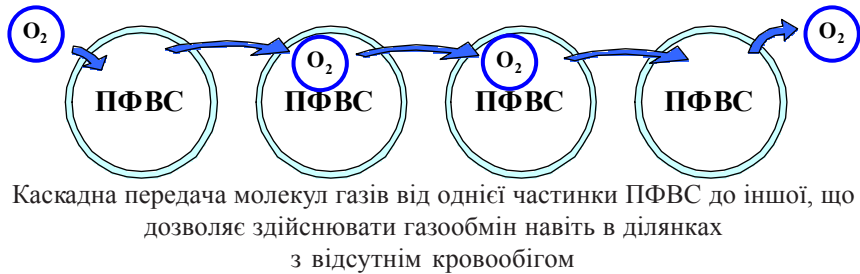 O2 O2 O2 O2
ПФВС ПФВС ПФВС ПФВС
Каскадна передача молекул газів від однієї частинки ПФВС до іншої, що
дозволяє здійснювати газообмін навіть в ділянках
з відсутнім кровообігом